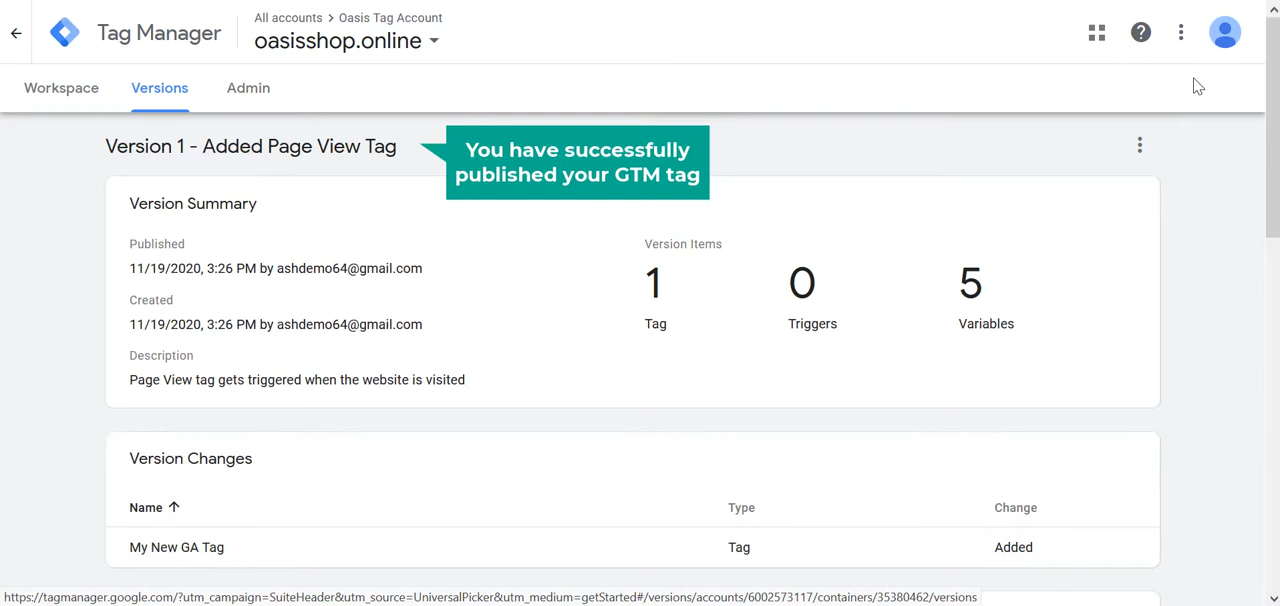 Tag Manager
All accounts > Oasis Tag Account
oasisshop.online
Workspace
Versions
Admin
Version 1 - Added Page View Tag
You have successfully
published your GTM tag
Version Summary
Published
11/19/2020, 3:26 PM by ashdemo64@gmail.com
Created
11/19/2020, 3:26 PM by ashdemo64@gmail.com
Description
Page View tag gets triggered when the website is visited
Version Items
1
0
5
Tag
Triggers
Variables
Version Changes
Name
Type
Change
My New GA Tag
Tag
Added
https://tagmanager.google.com/?utm_campaign=SuiteHeader&utm_source=UniversalPicker&utm_medium=getStarted#/versions/accounts/6002573117/containers/35380462/versions